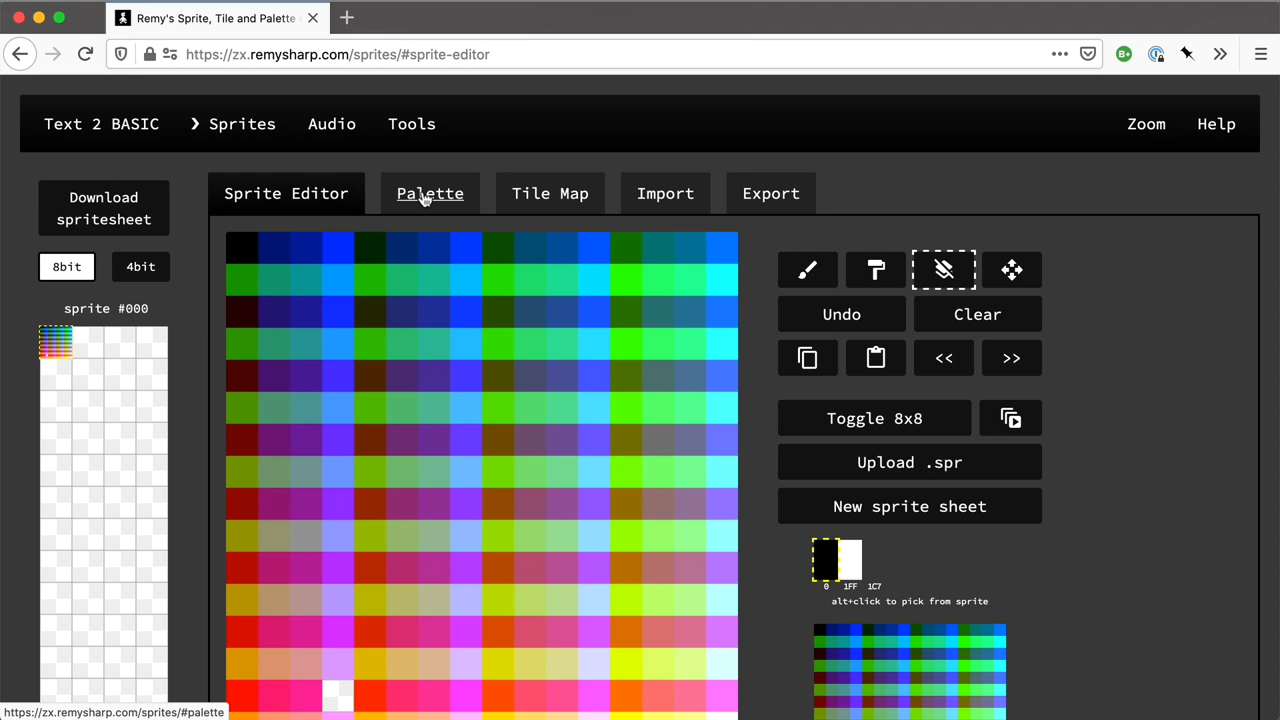 Remy's Sprite, Tile and Palette
https://zx.remysharp.com/sprites/#sprite-editor
B+
Text 2 BASIC
❯ Sprites
Audio
Tools
Zoom
Help
Download
spritesheet
8bit
4bit
sprite #000
Sprite Editor
Palette
Tile Map
Import
Export
Undo
Clear
<<
>>
Toggle 8x8
Upload .spr
New sprite sheet
0 1FF 1C7
alt+click to pick from sprite
https://zx.remysharp.com/sprites/#palette